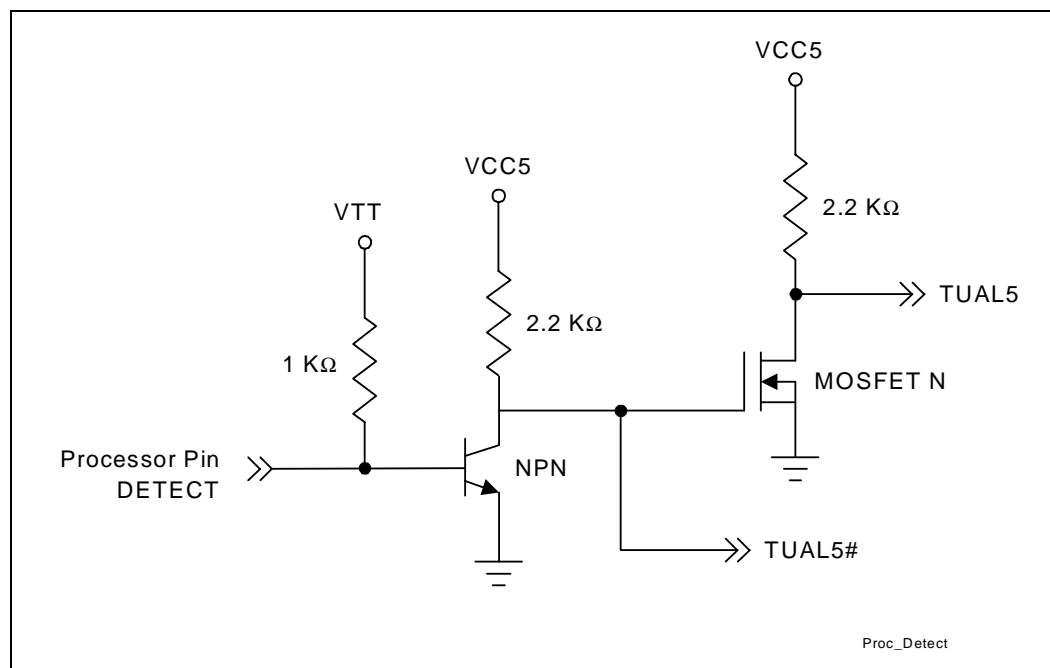 VCC5
VCC5
2.2 KΩ
VTT
2.2 KΩ
TUAL5
1 KΩ
MOSFET N
Processor Pin
DETECT
NPN
TUAL5#
Proc_Detect